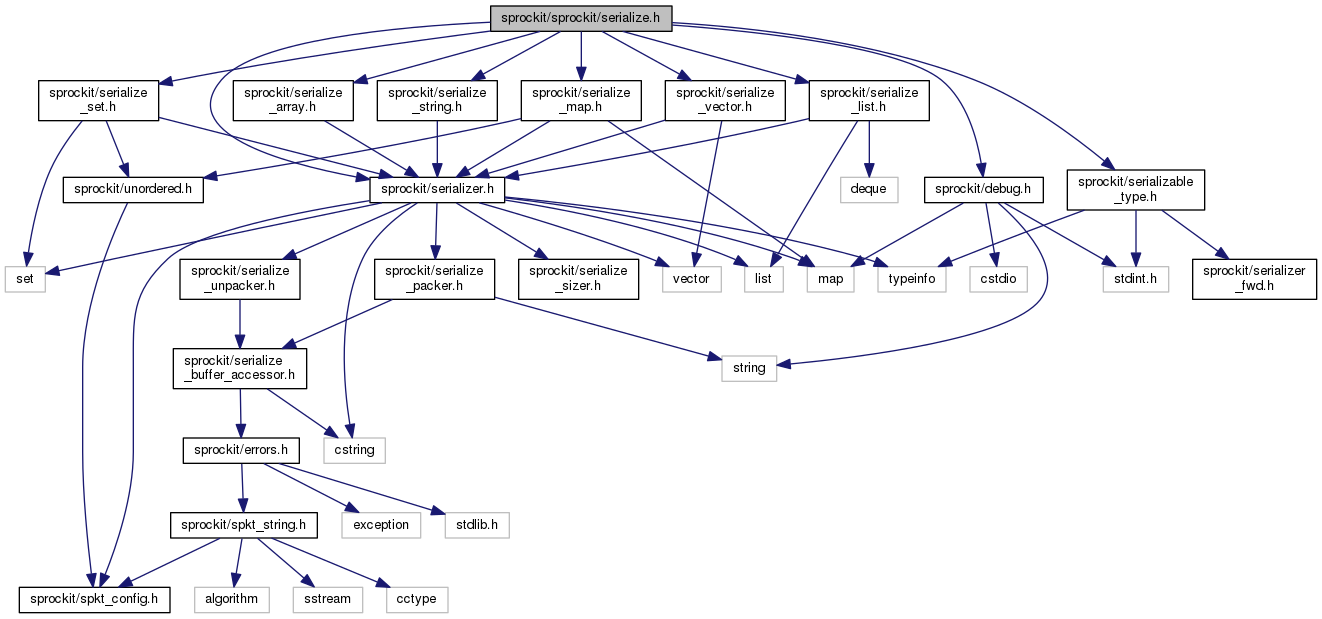 sprockit/sprockit/serialize.h
sprockit/serialize
_set.h
sprockit/serialize
_array.h
sprockit/serialize
_string.h
sprockit/serialize
_map.h
sprockit/serialize
_vector.h
sprockit/serialize
_list.h
sprockit/unordered.h
sprockit/serializer.h
deque
sprockit/debug.h
sprockit/serializable
_type.h
set
sprockit/serialize
_unpacker.h
sprockit/serialize
_packer.h
sprockit/serialize
_sizer.h
vector
list
map
typeinfo
cstdio
stdint.h
sprockit/serializer
_fwd.h
sprockit/serialize
_buffer_accessor.h
string
sprockit/errors.h
cstring
sprockit/spkt_string.h
exception
stdlib.h
sprockit/spkt_config.h
algorithm
sstream
cctype